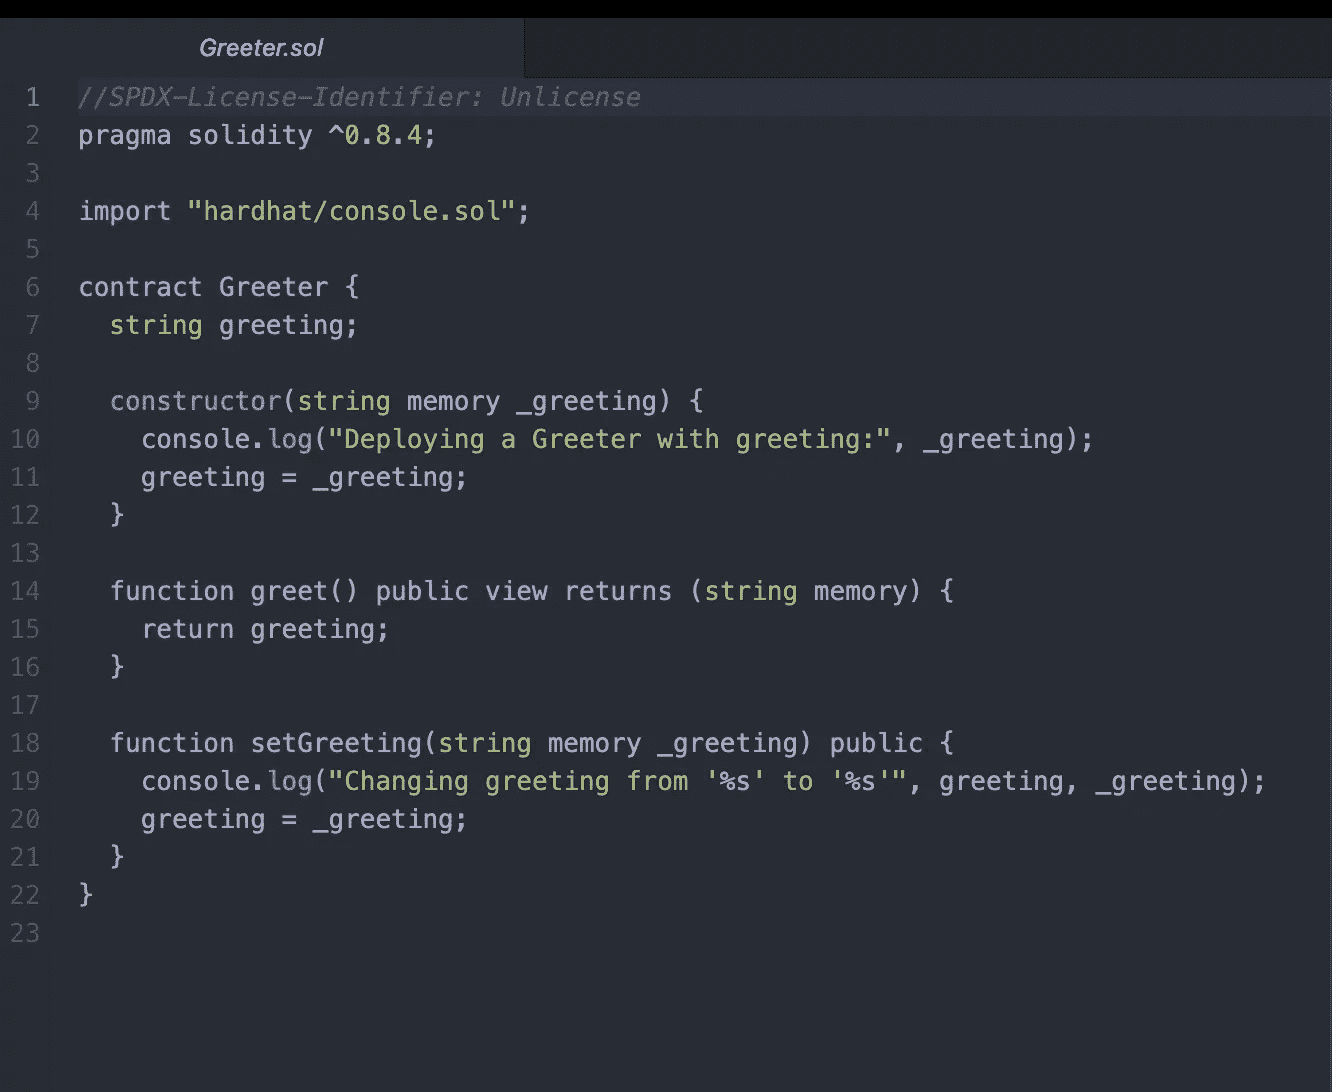 Greeter.sol
1 //SPDX-License-Identifier: Unlicense
2 pragma solidity ^0.8.4;
3
4 import "hardhat/console.sol";
5
6 contract Greeter {
7   string greeting;
8
9   constructor(string memory _greeting) {
10     console.log("Deploying a Greeter with greeting:", _greeting);
11     greeting = _greeting;
12   }
13
14   function greet() public view returns (string memory) {
15     return greeting;
16   }
17
18   function setGreeting(string memory _greeting) public {
19     console.log("Changing greeting from '%s' to '%s'", greeting, _greeting);
20     greeting = _greeting;
21   }
22 }
23